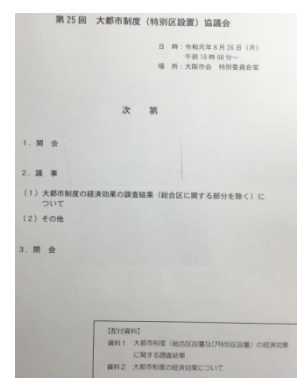 第25回 大都市制度(特別区設置)協議会
日 時:令和元年8月26日(月)
午前10時00分~
場 所:大阪市会 特別委員会室
次 第
1.開 会
2.議 事
(1)大都市制度の経済効果の調査結果(総合区に関する部分を除く)に
ついて
(2)その他
3.閉 会
【配付資料】
資料1 大都市制度(総合区設置及び特別区設置)の経済効果
に関する調査結果
資料2 大都市制度の経済効果について